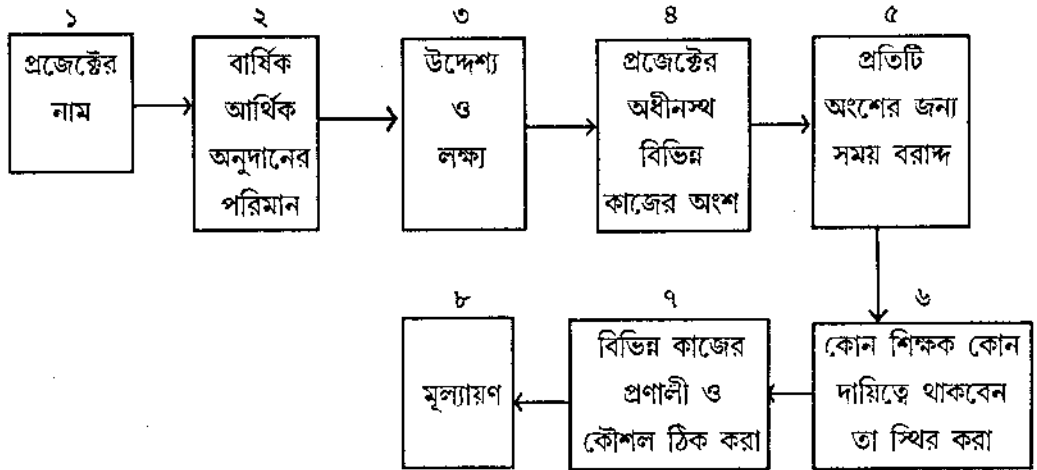 ১
প্রজেক্টের
নাম
২
বার্ষিক
আর্থিক
অনুদানের
পরিমান
৩
উদ্দেশ্য
ও
লক্ষ্য
৪
প্রজেক্টের
অধীনস্থ
বিভিন্ন
কাজের অংশ
৫
প্রতিটি
অংশের জন্য
সময় বরাদ্দ
৬
কোন শিক্ষক কোন
দায়িত্বে থাকবেন
তা স্থির করা
৭
বিভিন্ন কাজের
প্রণালী ও
কৌশল ঠিক করা
৮
মূল্যায়ণ